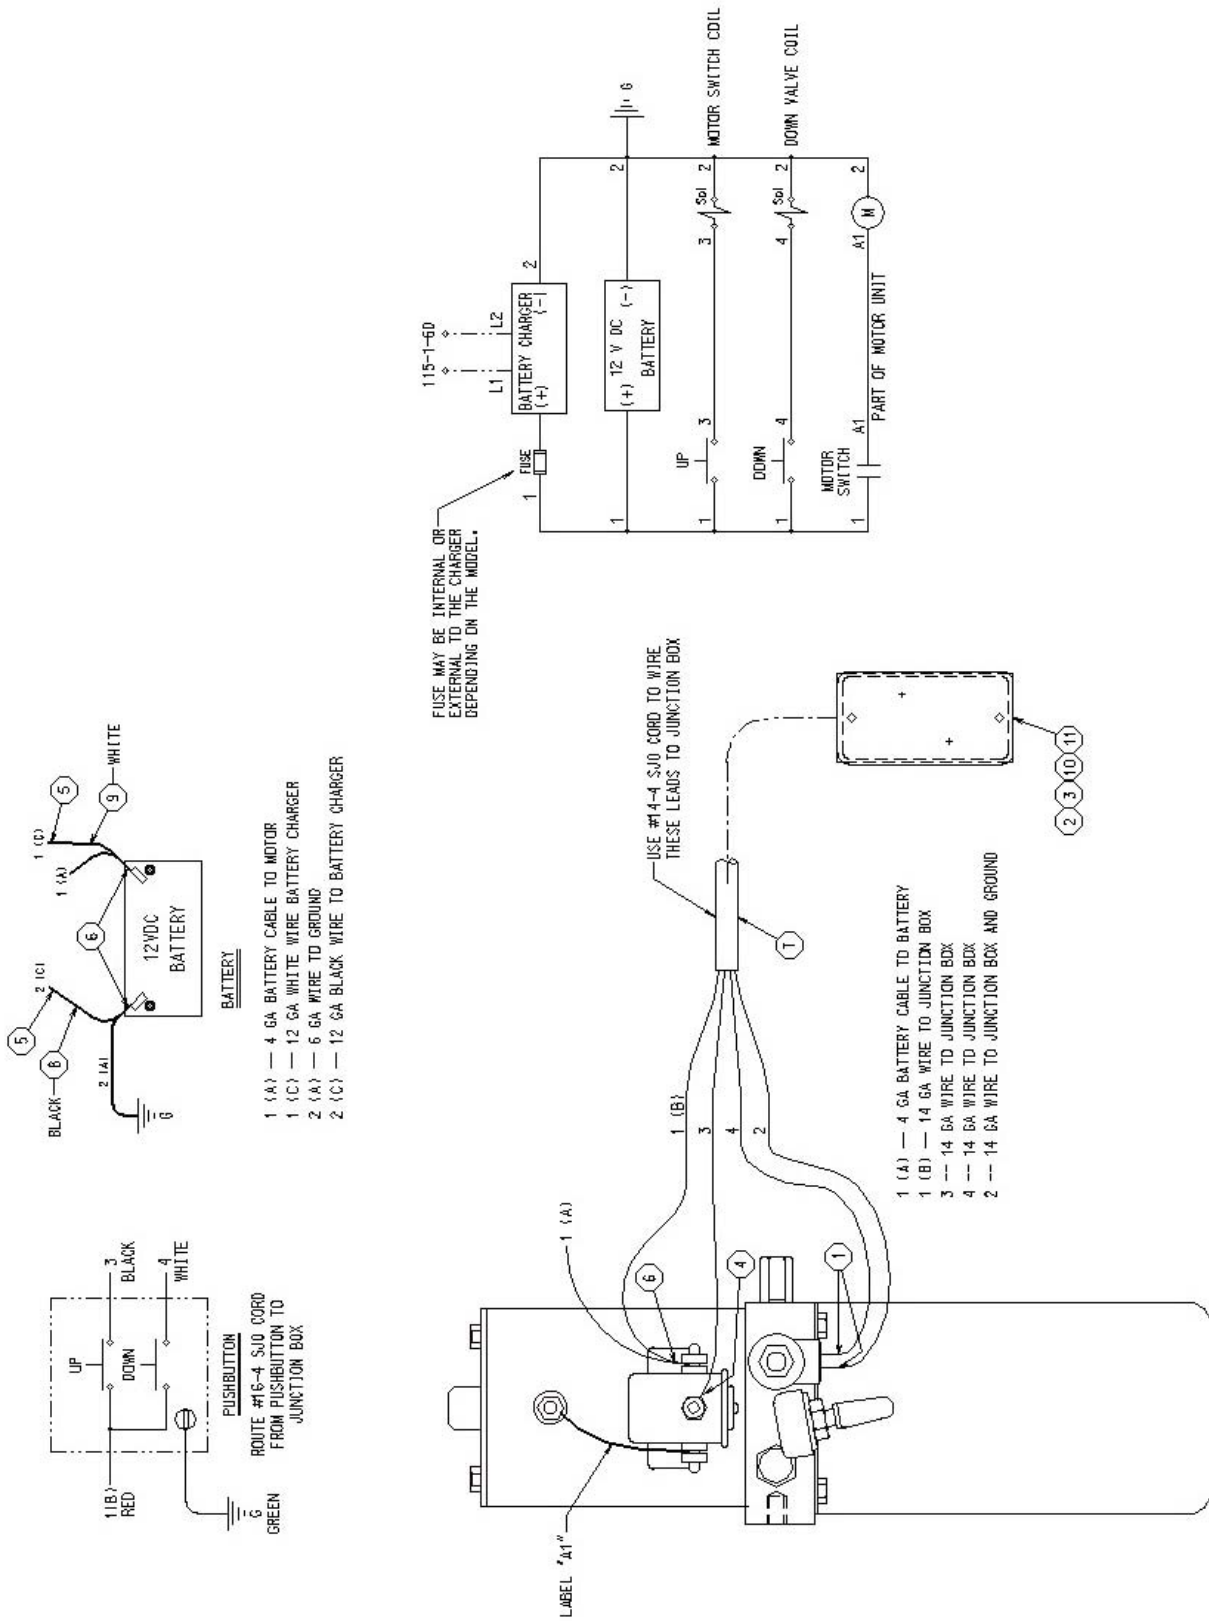 1(B)
RED
UP
DOWN
3
BLACK
4
WHITE
G
GREEN
PUSHBUTTON
ROUTE #16-4 SJO CORD
FROM PUSHBUTTON TO
JUNCTION BOX
BLACK
8
5
2 (C)
2 (A)
G
6
1 (A)
1 (C)
5
9
WHITE
12VDC
BATTERY
BATTERY
1 (A) — 4 GA BATTERY CABLE TO MOTOR
1 (C) — 12 GA WHITE WIRE BATTERY CHARGER
2 (A) — 6 GA WIRE TO GROUND
2 (C) — 12 GA BLACK WIRE TO BATTERY CHARGER
LABEL "A1"
1 (A)
6
4
1
1 (B)
3
4
2
USE #14-4 SJO CORD TO WIRE
THESE LEADS TO JUNCTION BOX
7
1 (A) — 4 GA BATTERY CABLE TO BATTERY
1 (B) — 14 GA WIRE TO JUNCTION BOX
3 -- 14 GA WIRE TO JUNCTION BOX
4 -- 14 GA WIRE TO JUNCTION BOX
2 -- 14 GA WIRE TO JUNCTION BOX AND GROUND
2 3 10 11
FUSE MAY BE INTERNAL OR
EXTERNAL TO THE CHARGER
DEPENDING ON THE MODEL.
115-1-60
L1
L2
1
FUSE
BATTERY CHARGER
(+)
(-)
2
1
(+) 12 V DC (-)
BATTERY
2
G
UP
1
3
3
Sol
2
MOTOR SWITCH COIL
DOWN
1
4
4
Sol
2
DOWN VALVE COIL
MOTOR
SWITCH
1
A1
A1
M
2
PART OF MOTOR UNIT